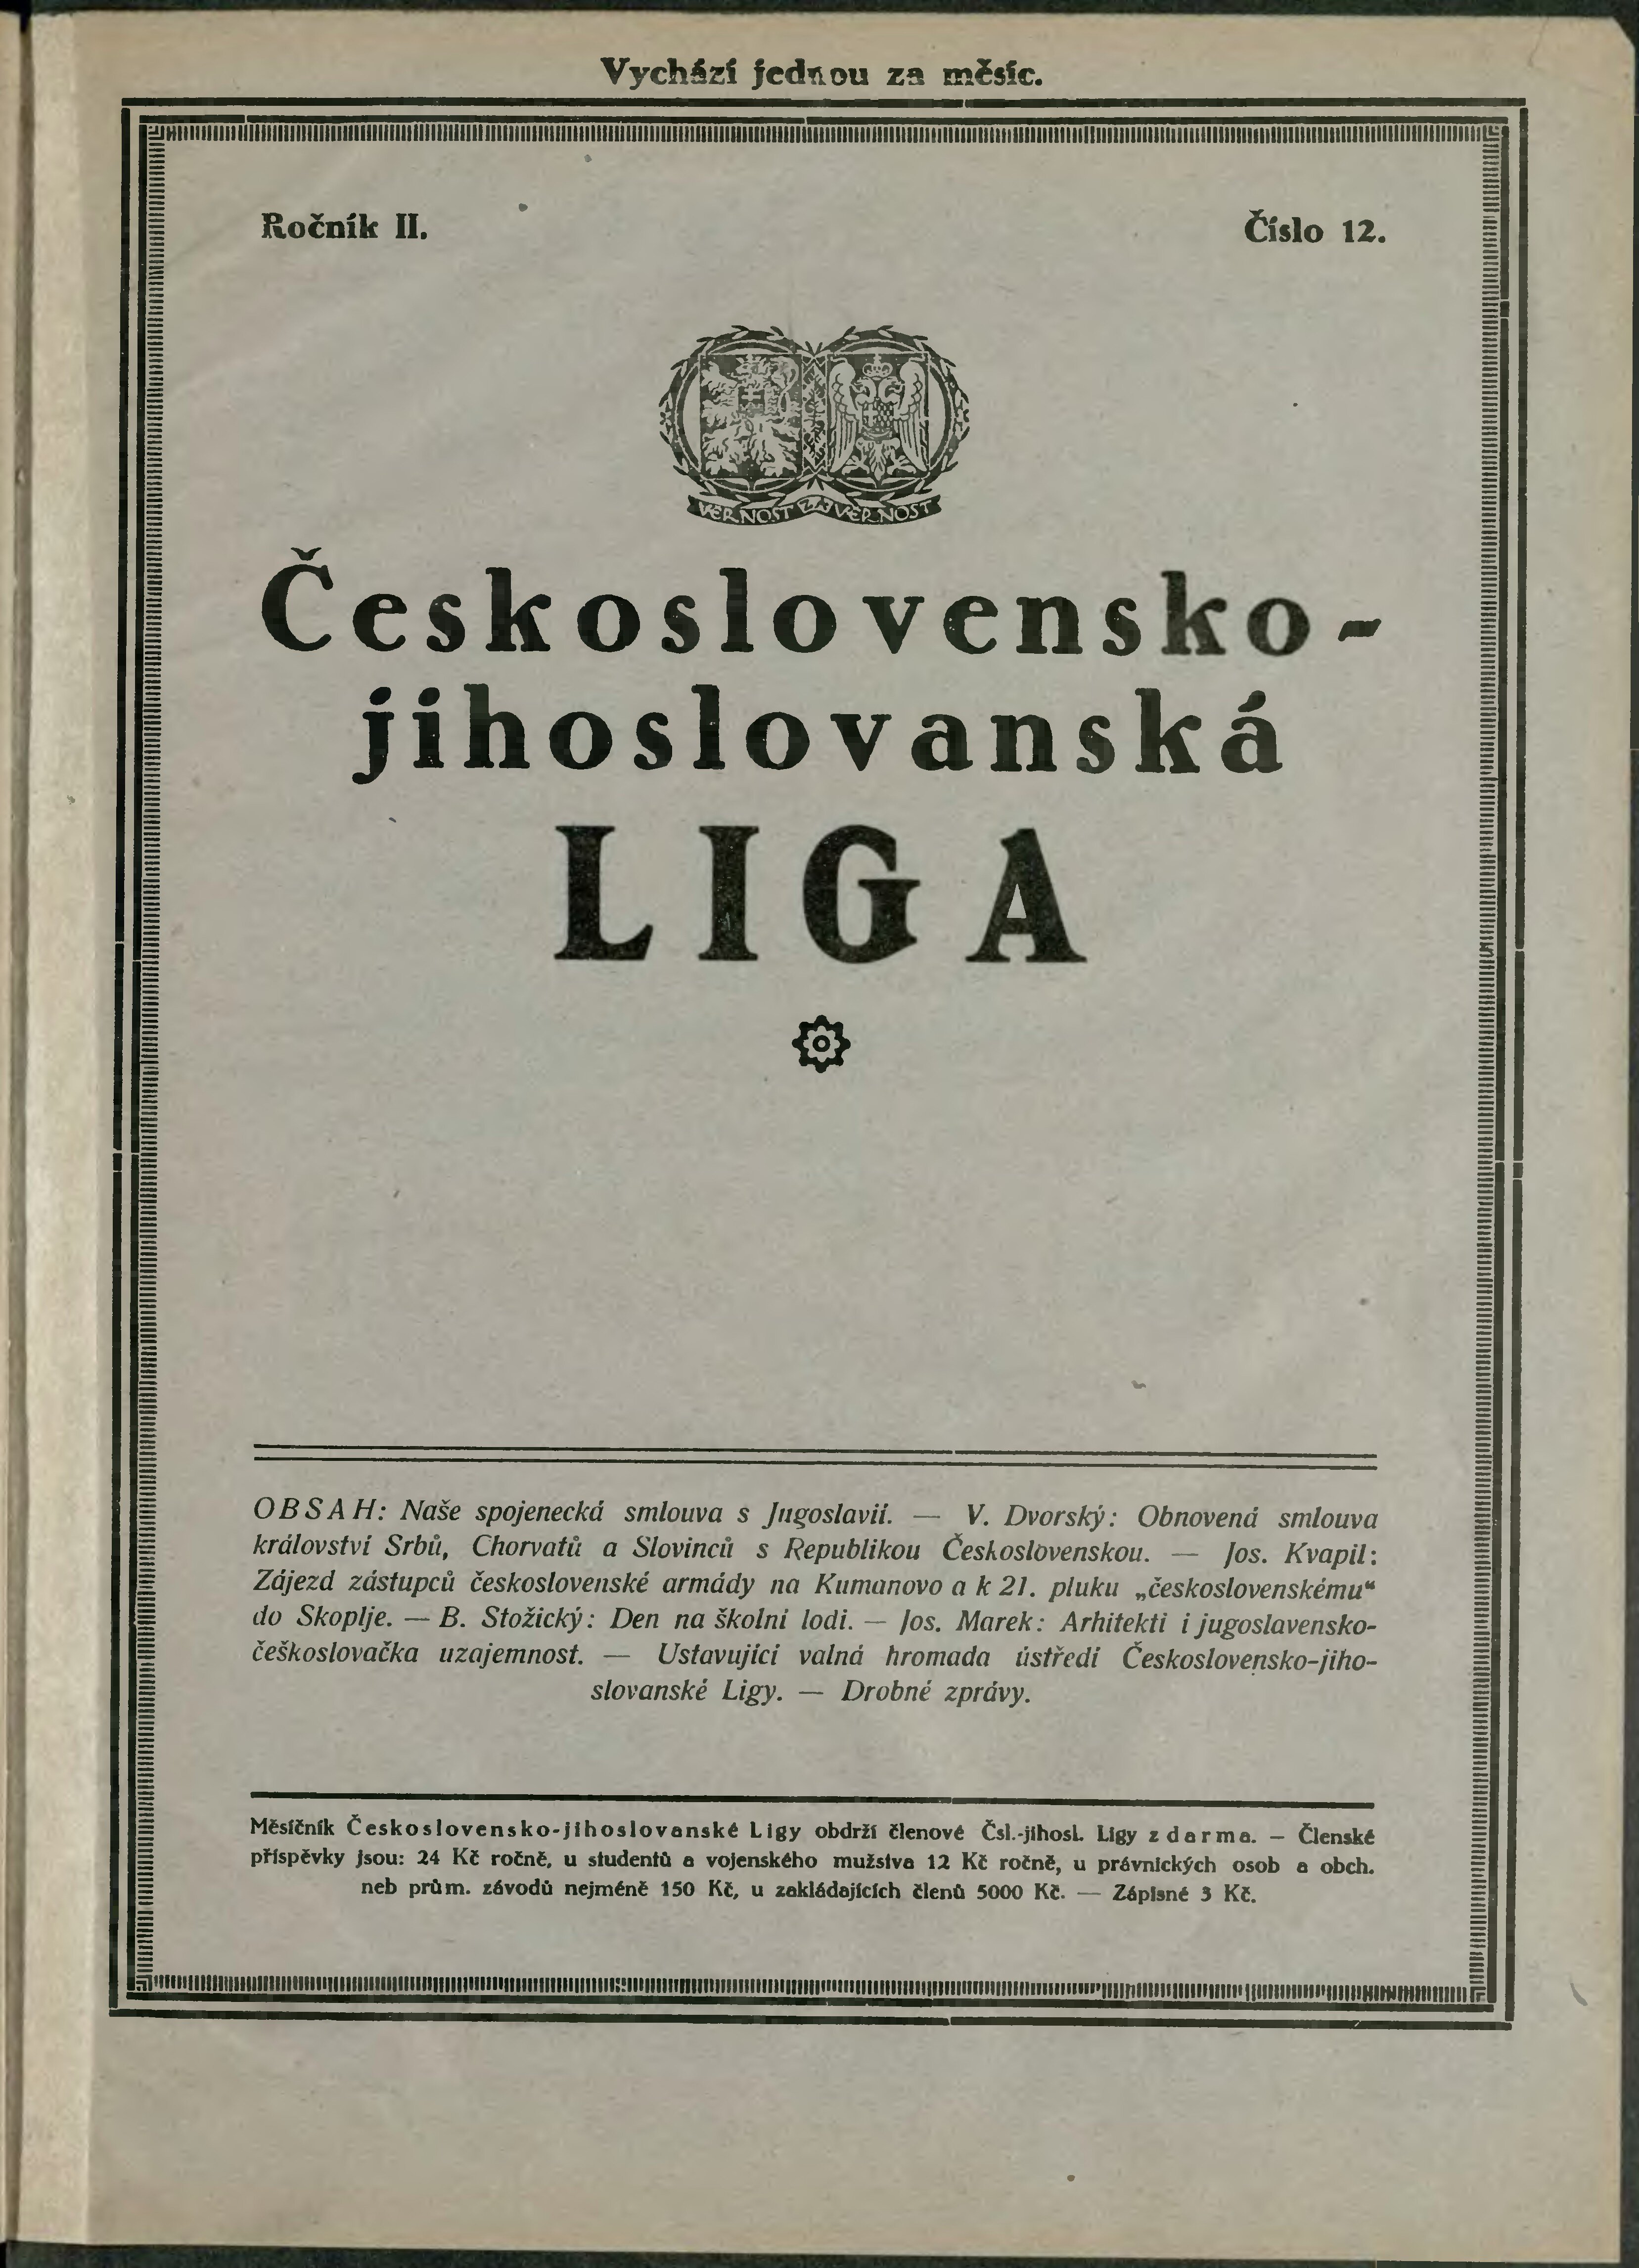 Vychází jednou za měsíc.
Ročník II.
Číslo 12.
VĚRNOST ZA VĚRNOST
Československo-
jihoslovanská
LIGA
OBSAH: Naše spojenecká smlouva s Jugoslavií. — V. Dvorský: Obnovená smlouva
království Srbů, Chorvatů a Slovinců s Republikou Československou. — Jos. Kvapil:
Zájezd zástupců československé armády na Kumanovo a k 21. pluku „československému“
do Skoplje. — B. Stožický: Den na školní lodi. — Jos. Marek: Arhitekti i jugoslavensko-
češkoslovačka uzajemnost. — Ustavující valná hromada ústředí Československo-jiho-
slovanské Ligy. — Drobné zprávy.
Měsíčník Československo-jihoslovanské Ligy obdrží členové Čsl.-jihosl. Ligy zdarma. — Členské
příspěvky jsou: 24 Kč ročně, u studentů a vojenského mužstva 12 Kč ročně, u právnických osob a obch.
neb prům. závodů nejméně 150 Kč, u zakládajících členů 5000 Kč. — Zápisné 3 Kč.